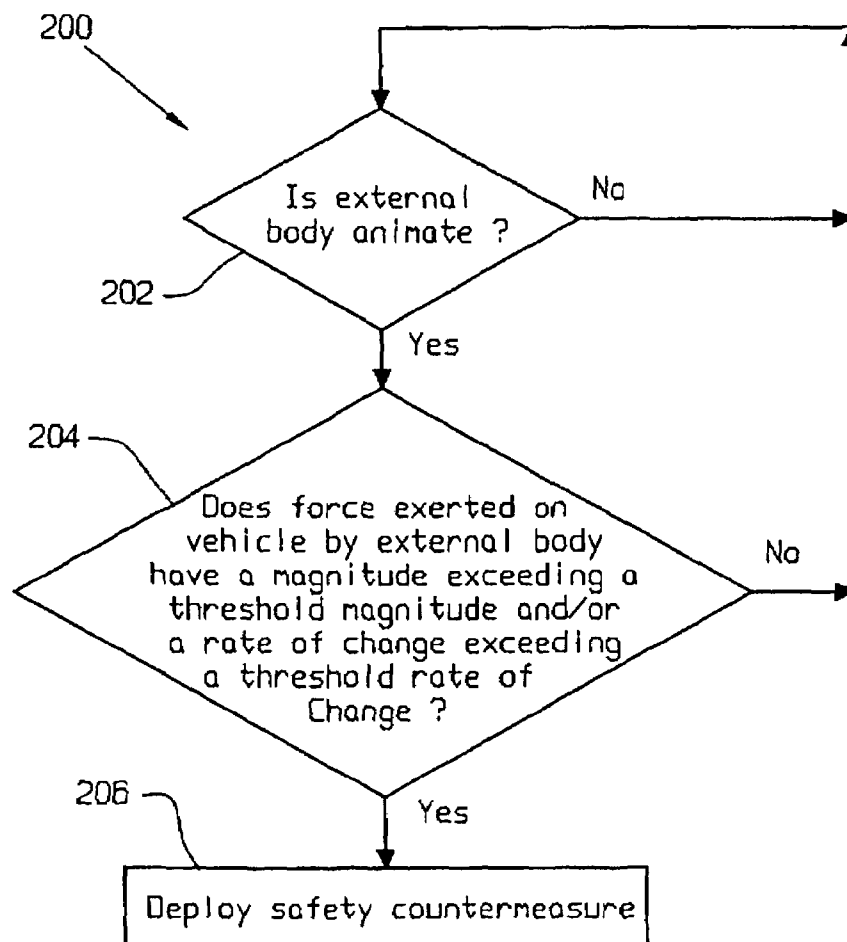 200
Is external
body animate ?
No
202
Yes
204
Does force exerted on
vehicle by external body
have a magnitude exceeding a
threshold magnitude and/or
a rate of change exceeding
a threshold rate of
Change ?
No
206
Yes
Deploy safety countermeasure